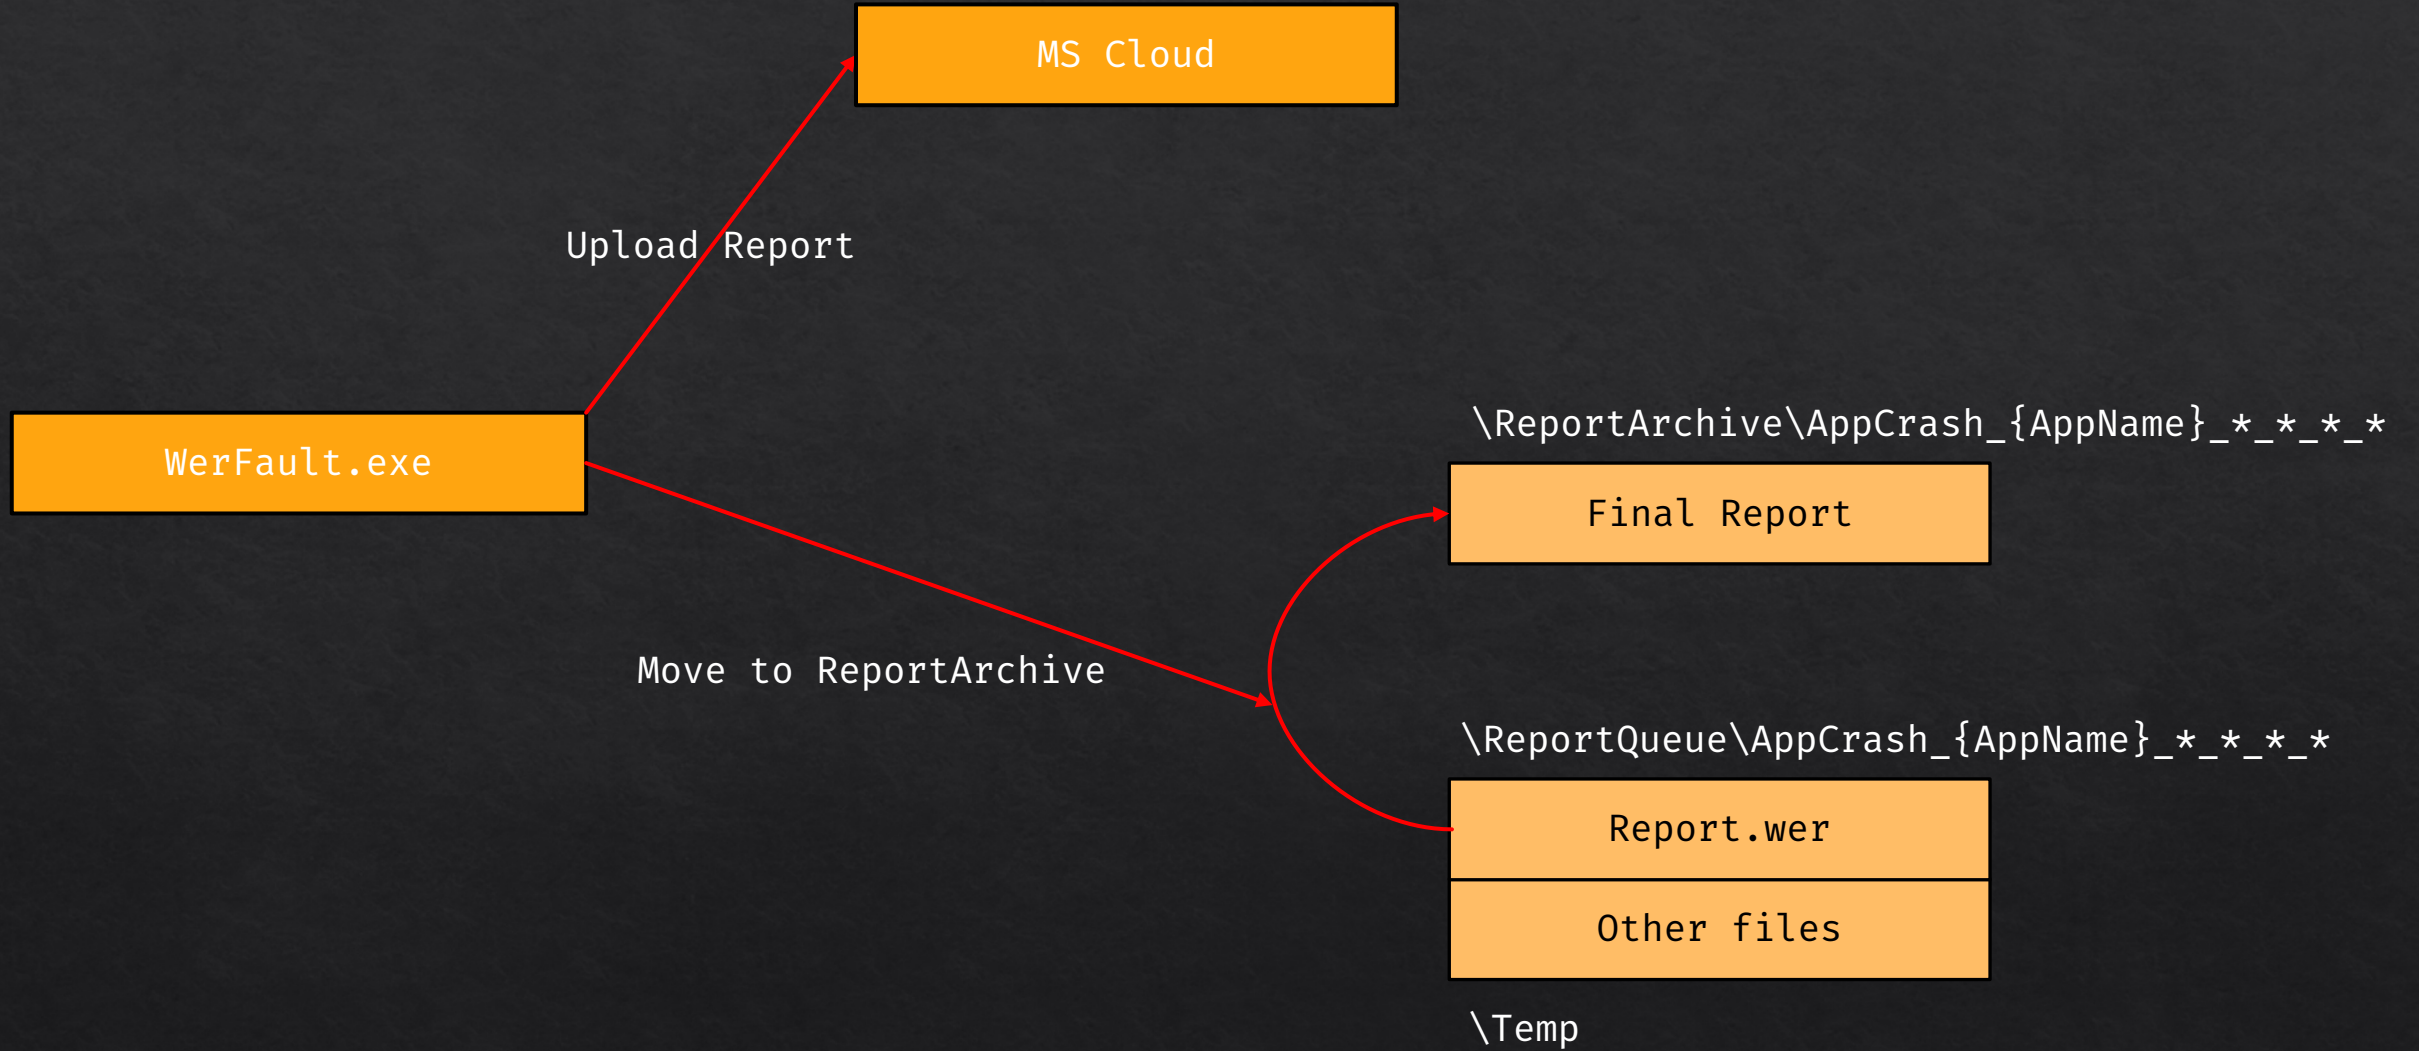 MS Cloud
Upload Report
WerFault.exe
\ReportArchive\AppCrash_{AppName}_*_*_*_*
Final Report
Move to ReportArchive
\ReportQueue\AppCrash_{AppName}_*_*_*_*
Report.wer
Other files
\Temp